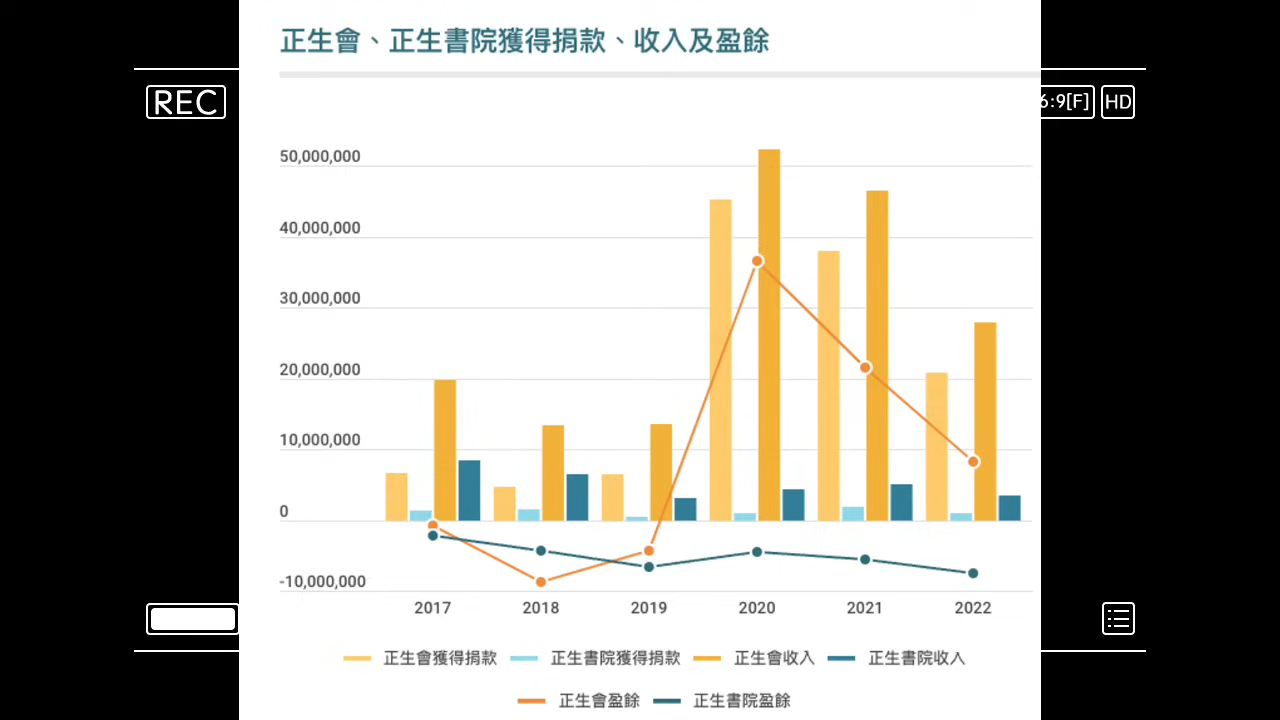 正生會、正生書院獲得捐款、收入及盈餘
REC
6:9[F]
HD
50,000,000
40,000,000
30,000,000
20,000,000
10,000,000
0
-10,000,000
2017 2018 2019 2020 2021 2022
正生會獲得捐款 正生書院獲得捐款 正生會收入 正生書院收入
正生會盈餘 正生書院盈餘